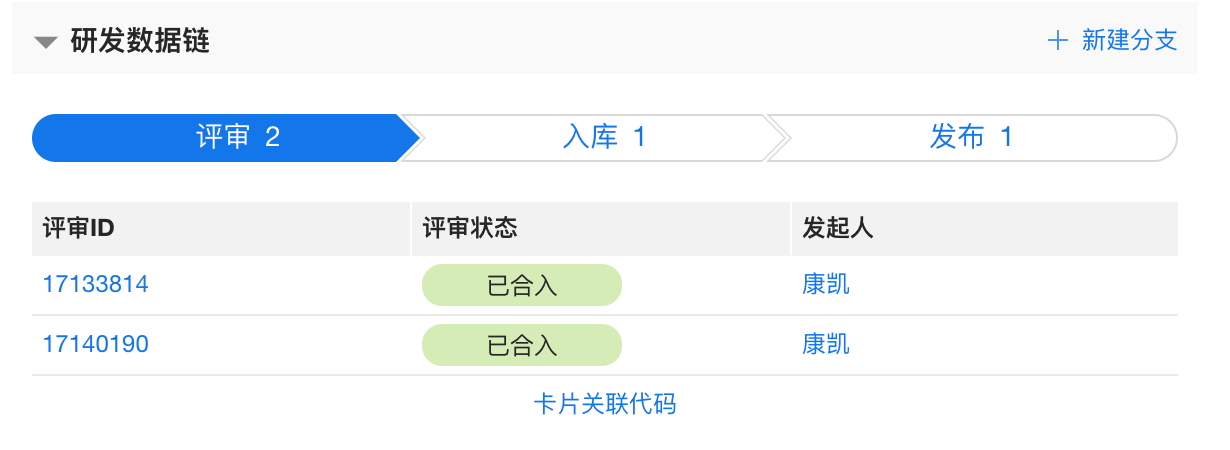 研发数据链 + 新建分支
评审 2 入库 1 发布 1
评审ID 评审状态 发起人
17133814 已合入 康凯
17140190 已合入 康凯
卡片关联代码